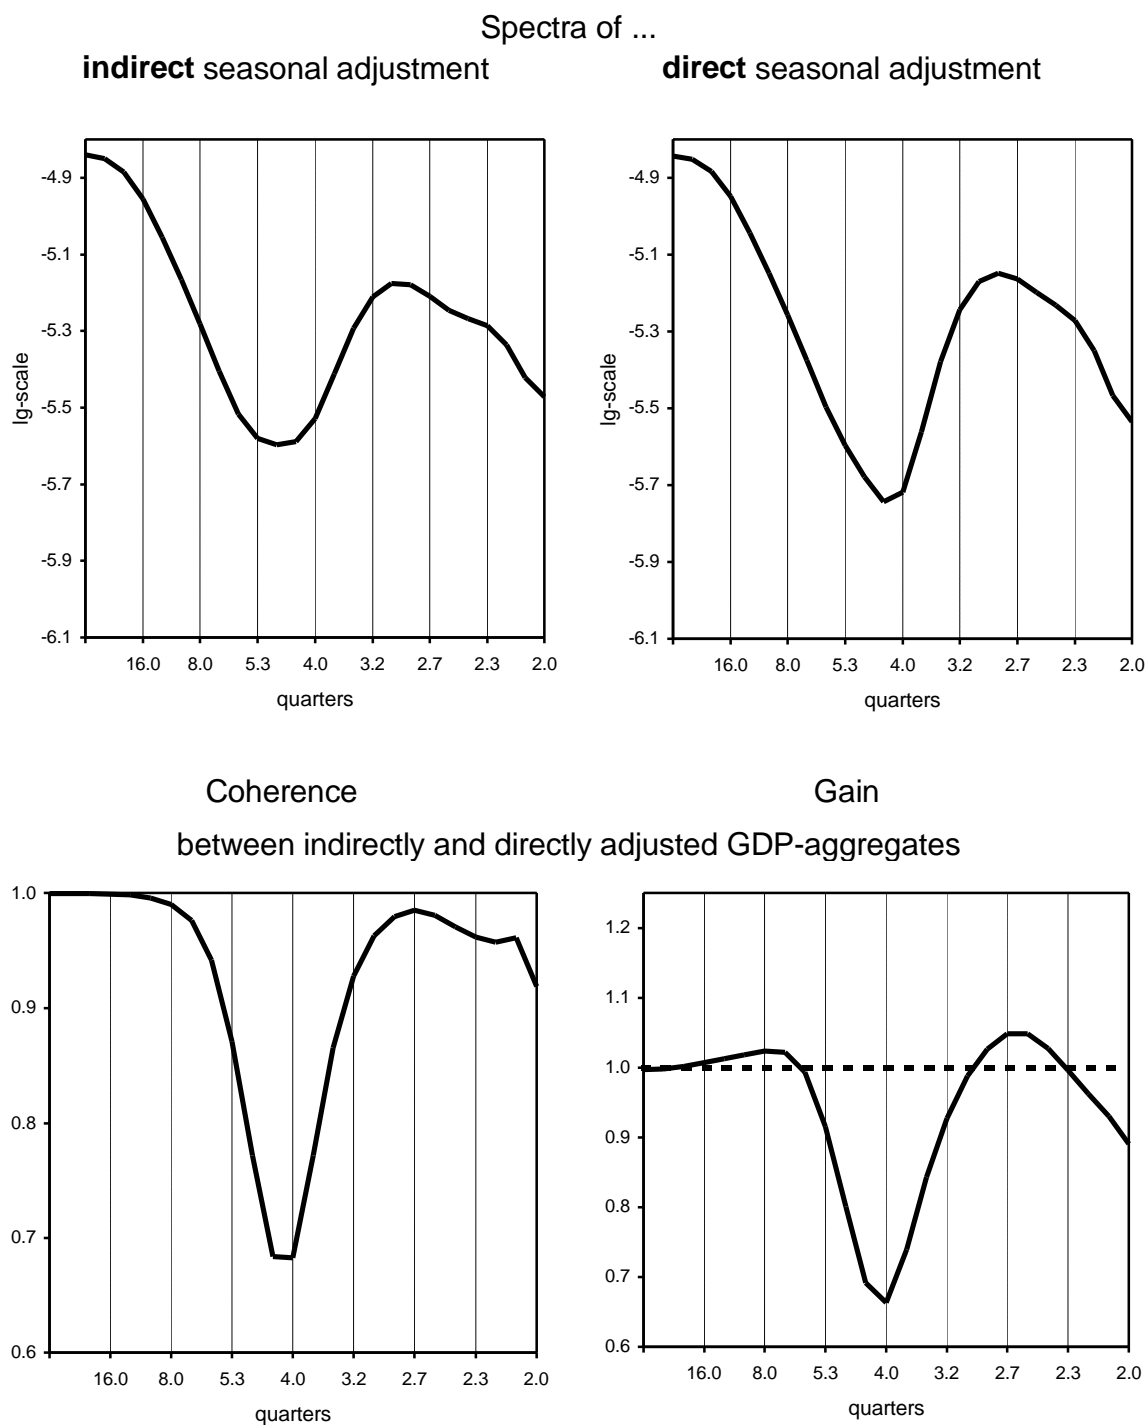 Spectra of ...
indirect seasonal adjustment
direct seasonal adjustment
-4.9
-5.1
-5.3
-5.5
-5.7
-5.9
-6.1
lg-scale
16.0 8.0 5.3 4.0 3.2 2.7 2.3 2.0
quarters
-4.9
-5.1
-5.3
-5.5
-5.7
-5.9
-6.1
lg-scale
16.0 8.0 5.3 4.0 3.2 2.7 2.3 2.0
quarters
Coherence
Gain
between indirectly and directly adjusted GDP-aggregates
1.0
0.9
0.8
0.7
0.6
16.0 8.0 5.3 4.0 3.2 2.7 2.3 2.0
quarters
1.2
1.1
1.0
0.9
0.8
0.7
0.6
16.0 8.0 5.3 4.0 3.2 2.7 2.3 2.0
quarters